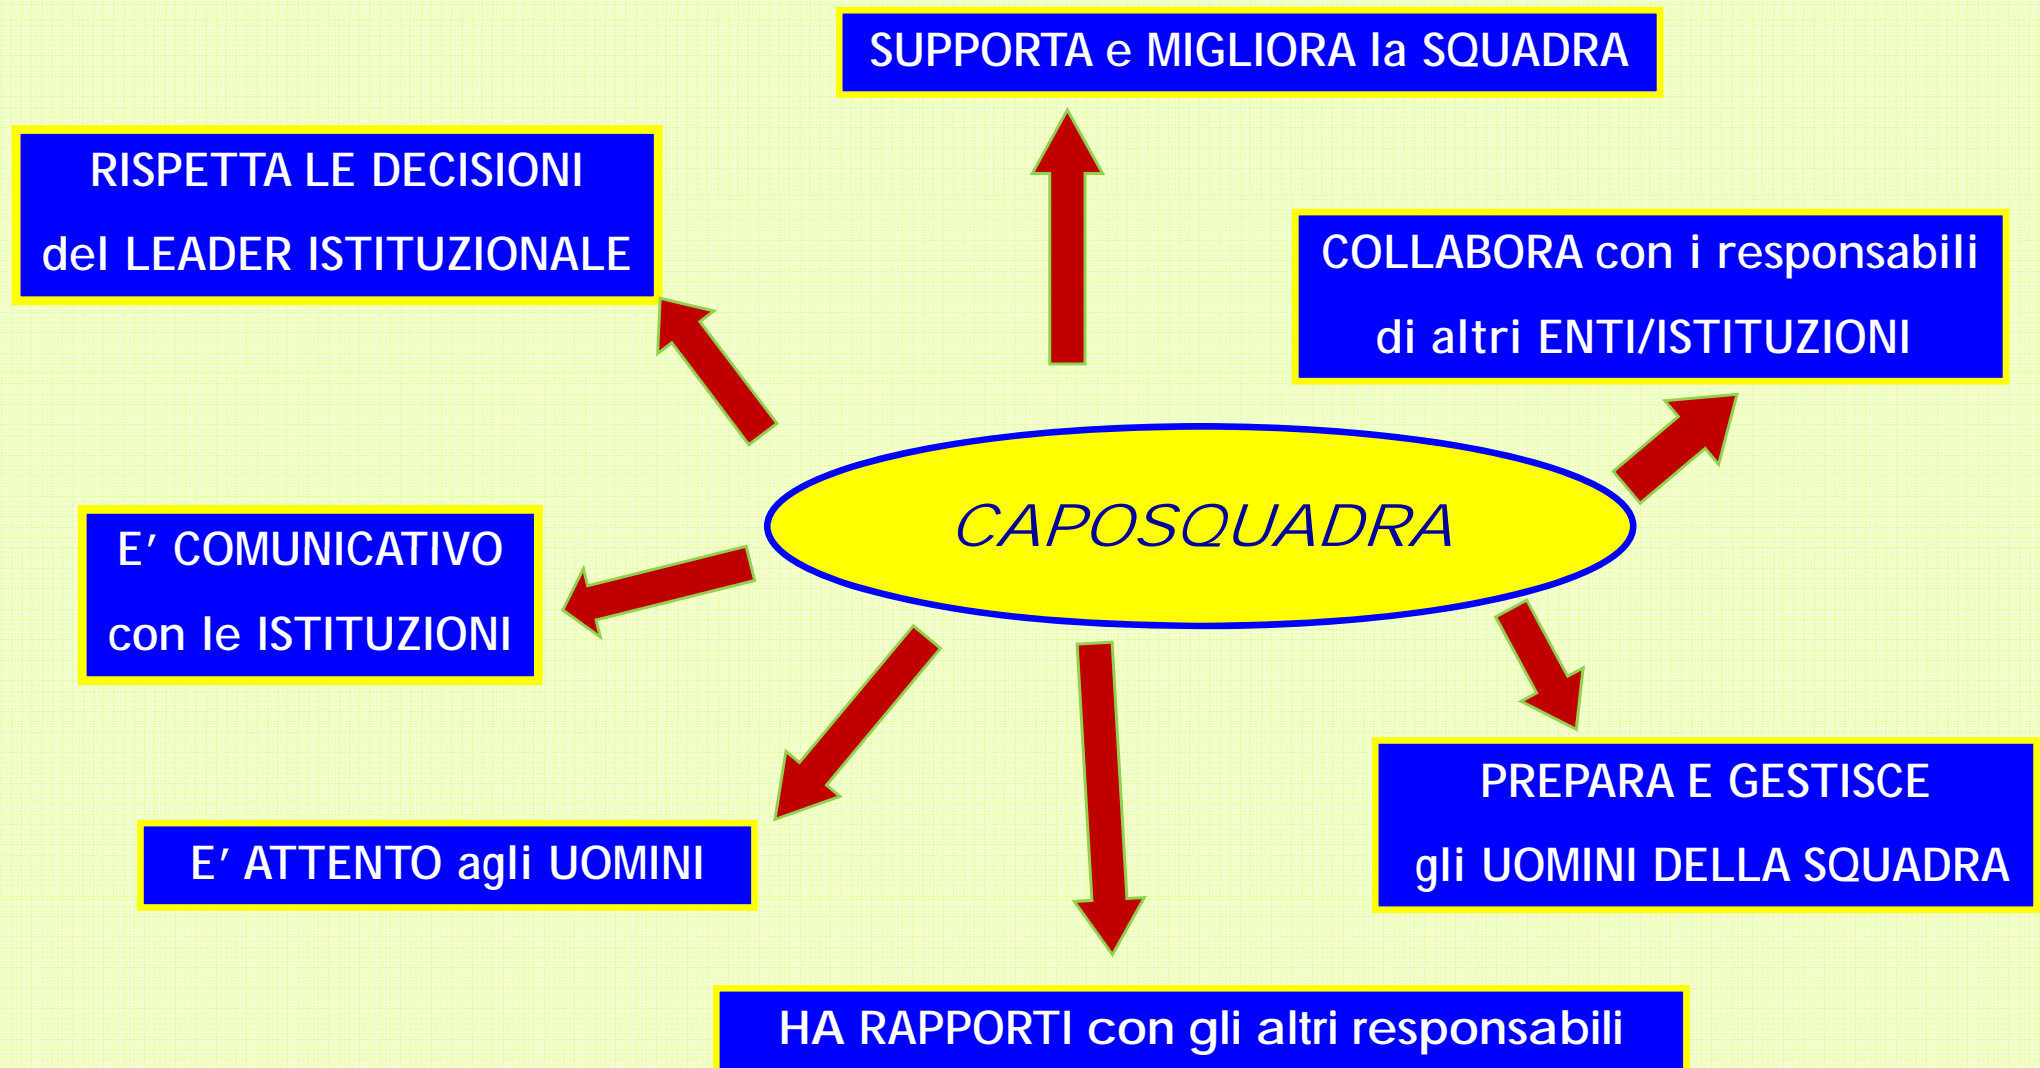 SUPPORTA e MIGLIORA la SQUADRA
RISPETTA LE DECISIONI
del LEADER ISTITUZIONALE
COLLABORA con i responsabili
di altri ENTI/ISTITUZIONI
CAPOSQUADRA
E’ COMUNICATIVO
con le ISTITUZIONI
PREPARA E GESTISCE
gli UOMINI DELLA SQUADRA
E’ ATTENTO agli UOMINI
HA RAPPORTI con gli altri responsabili